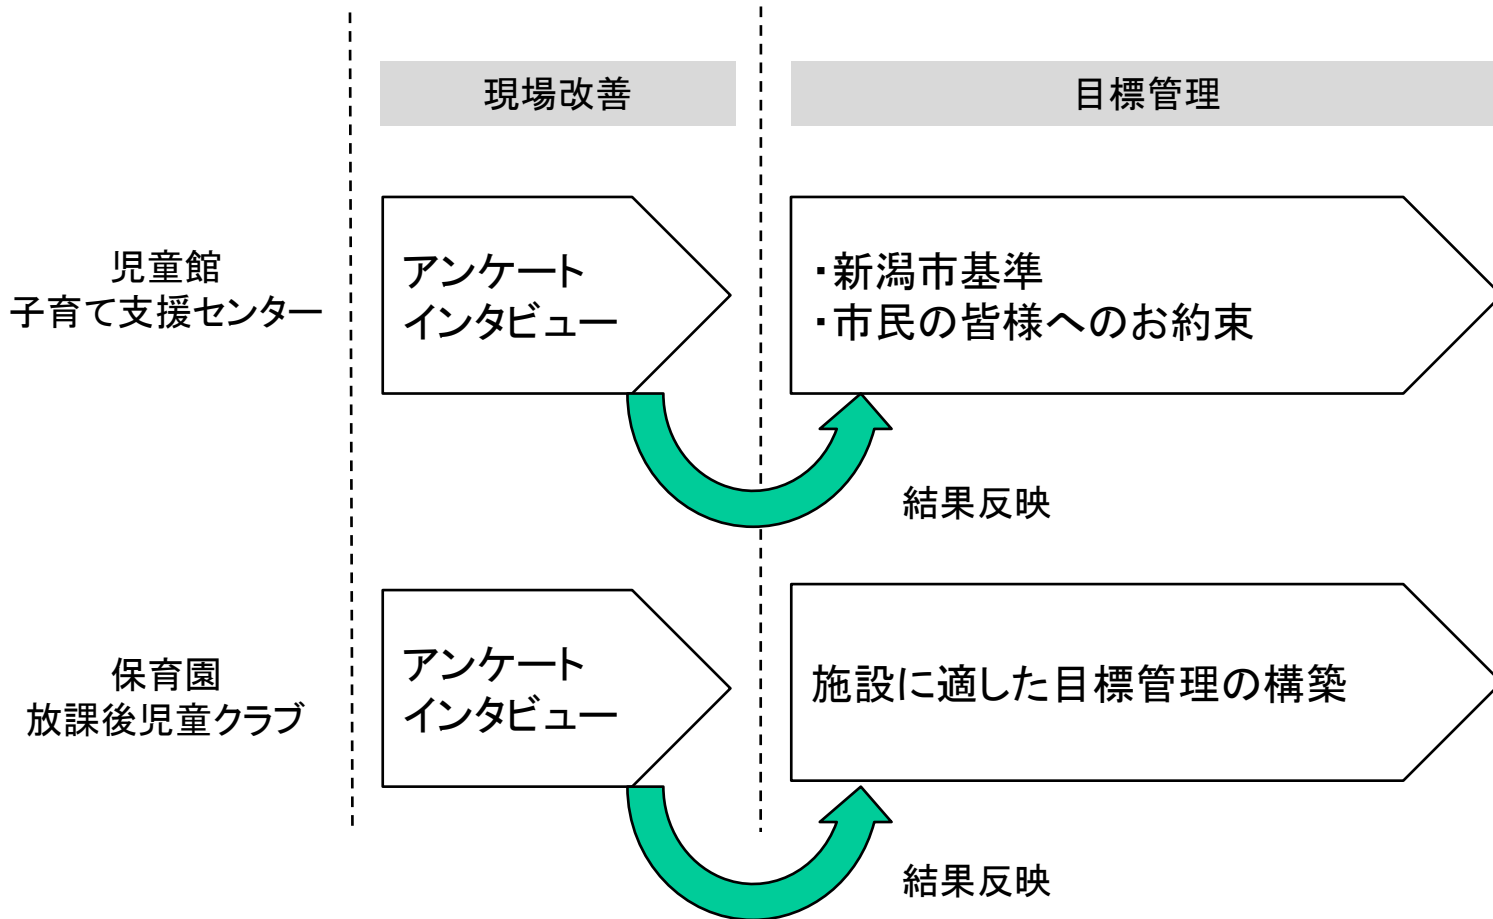 現場改善
目標管理
児童館
子育て支援センター
アンケート
インタビュー
・新潟市基準
・市民の皆様へのお約束
結果反映
保育園
放課後児童クラブ
アンケート
インタビュー
施設に適した目標管理の構築
結果反映